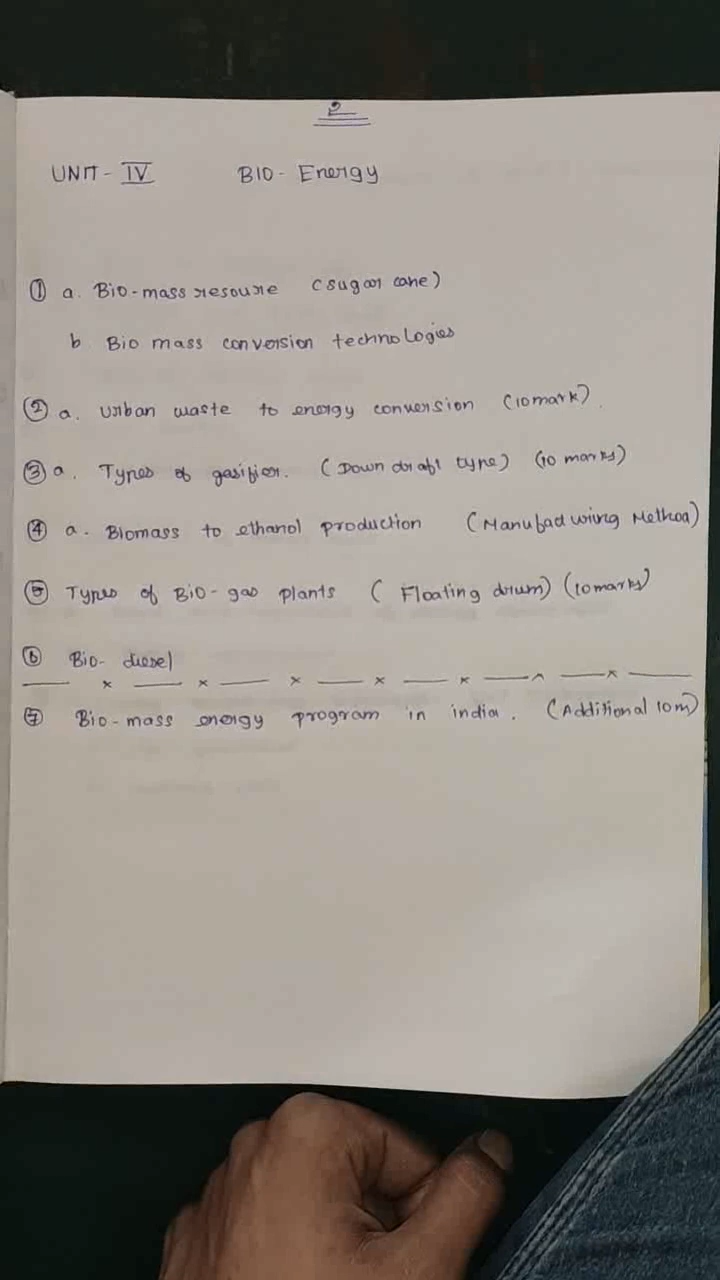 2
UNIT - IV BIO - Energy
① a. Bio-mass resourse (sugar cane)
b Bio mass conversion technologies
② a. Urban waste to energy conversion (10 mark).
③ a. Types of gasifier. (Down draft type) (10 marks)
④ a. Biomass to ethanol production (Manufacturing Method)
⑤ Types of Bio-gas plants (Floating drum) (10 marks)
⑥ Bio-diesel
⑦ Bio-mass energy program in india. (Additional 10m)